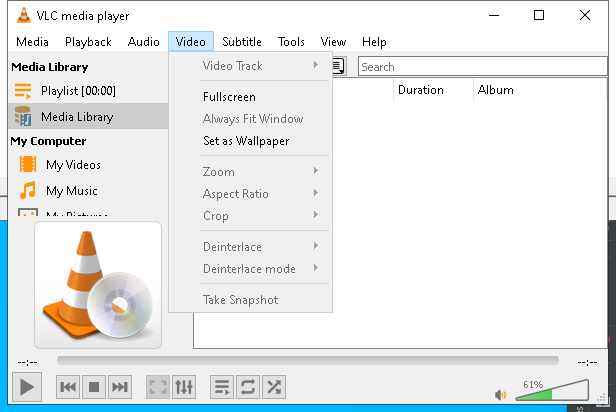 VLC media player
Media Playback Audio Video Subtitle Tools View Help
Media Library
Playlist [00:00]
Media Library
My Computer
My Videos
My Music
My Pictures
Video Track
Fullscreen
Always Fit Window
Set as Wallpaper
Zoom
Aspect Ratio
Crop
Deinterlace
Deinterlace mode
Take Snapshot
Search
Duration Album
--:-- --:--
61%